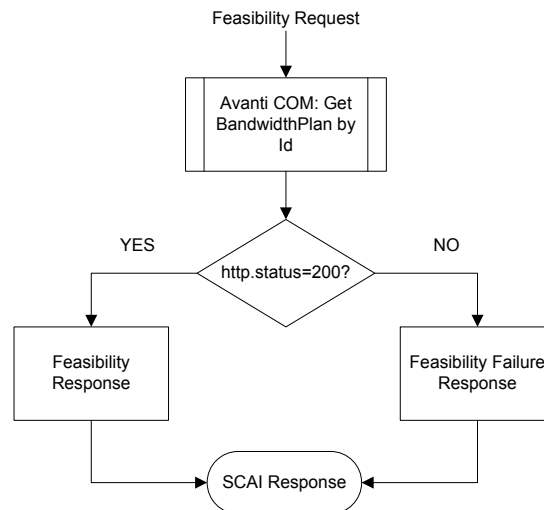 Feasibility Request
Avanti COM: Get
BandwidthPlan by
Id
YES
NO
http.status=200?
Feasibility
Response
Feasibility Failure
Response
SCAI Response